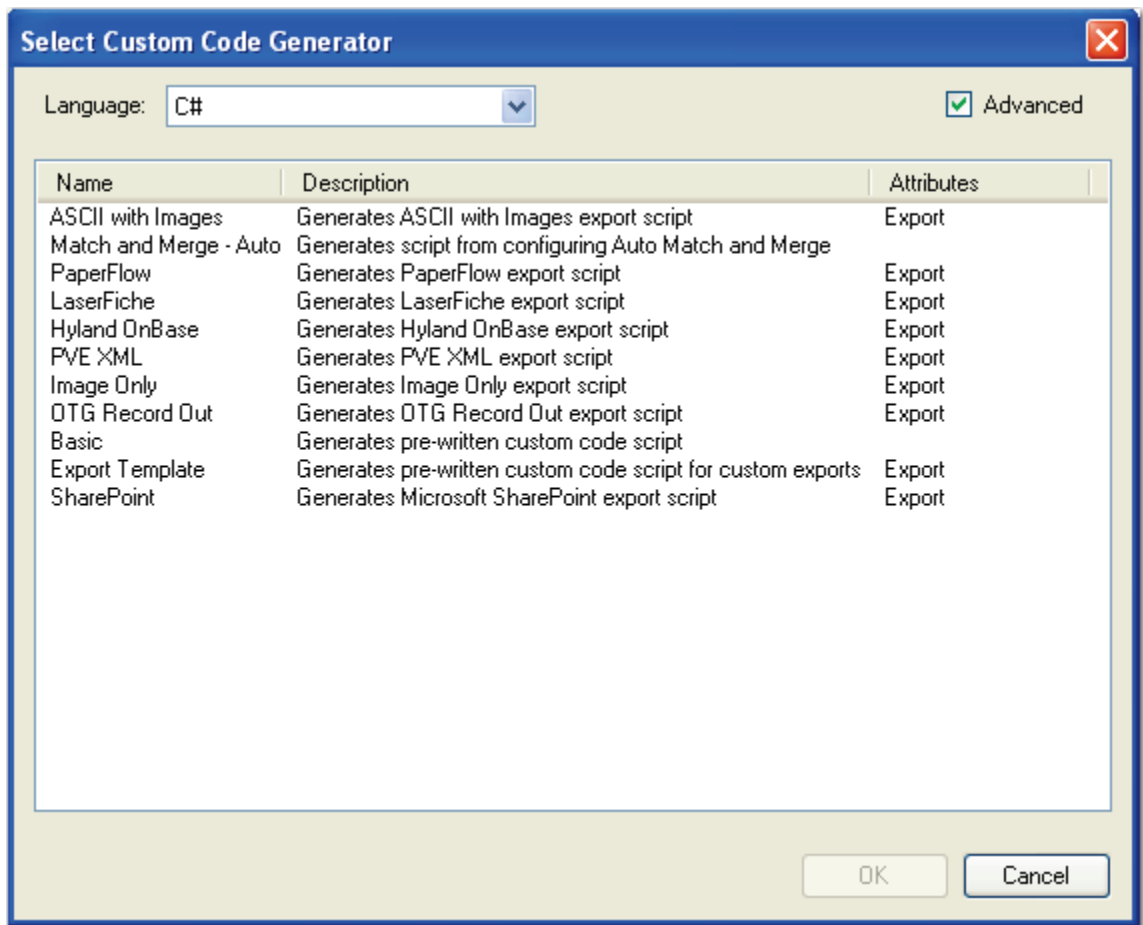 Select Custom Code Generator
Language: C# Advanced
Name Description Attributes
ASCII with Images Generates ASCII with Images export script Export
Match and Merge - Auto Generates script from configuring Auto Match and Merge
PaperFlow Generates PaperFlow export script Export
LaserFiche Generates LaserFiche export script Export
Hyland OnBase Generates Hyland OnBase export script Export
PVE XML Generates PVE XML export script Export
Image Only Generates Image Only export script Export
OTG Record Out Generates OTG Record Out export script Export
Basic Generates pre-written custom code script
Export Template Generates pre-written custom code script for custom exports Export
SharePoint Generates Microsoft SharePoint export script Export
OK Cancel